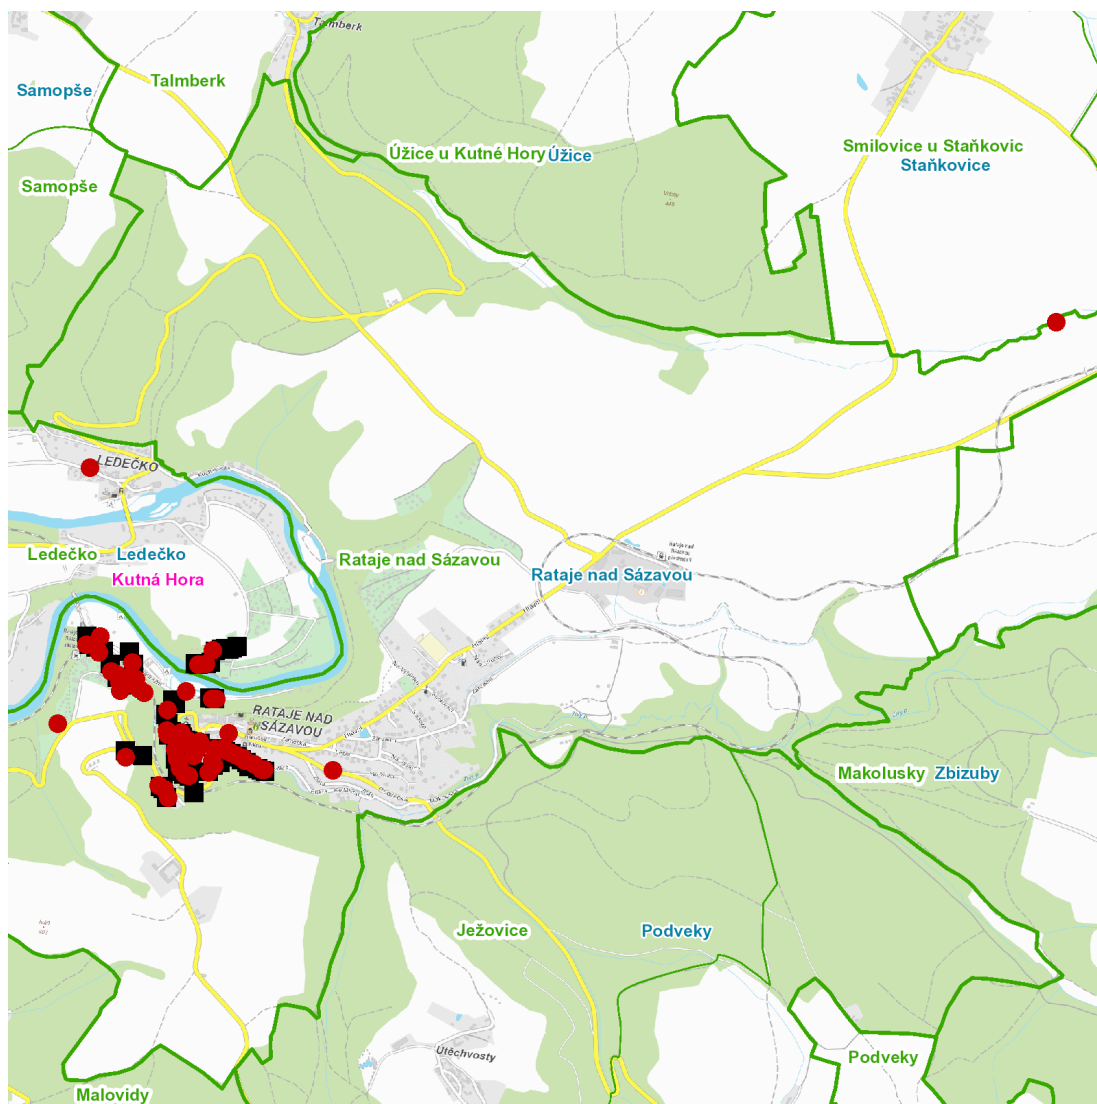 Talmberk
Talmberk
Samopše
Smilovice u Staňkovic
Úžice u Kutné Hory
Úžice
Staňkovice
Samopše
LEDEČKO
Ledečko
Ledečko
Rataje nad Sázavou
Rataje nad Sázavou
Kutná Hora
RATAJE NAD
SÁZAVOU
Makolusky
Zbizuby
Ježovice
Podveky
Utěchvosty
Podveky
Malovidy